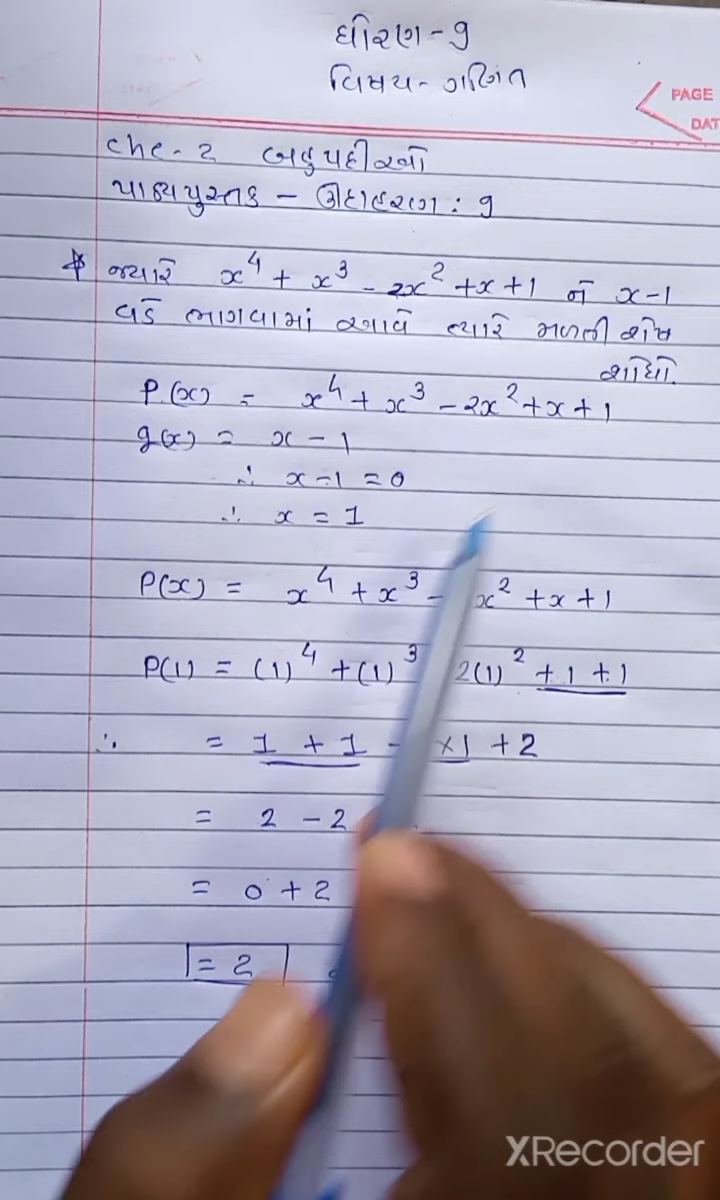 ધોરણ - 9
વિષય - ગણિત
PAGE
DAT
che - 2 બહુપદીઓ
પાઠ્યપુસ્તક - ઉદાહરણ : 9
* જ્યારે x⁴ + x³ - 2x² + x + 1 ને x - 1
વડે ભાગવામાં આવે ત્યારે મળતી શેષ
શોધો.
P(x) = x⁴ + x³ - 2x² + x + 1
g(x) = x - 1
∴ x - 1 = 0
∴ x = 1
P(x) = x⁴ + x³ - x² + x + 1
P(1) = (1)⁴ + (1)³ 2(1)² + 1 + 1
∴ = 1 + 1 - ×1 + 2
= 2 - 2
= 0 + 2
= 2
XRecorder